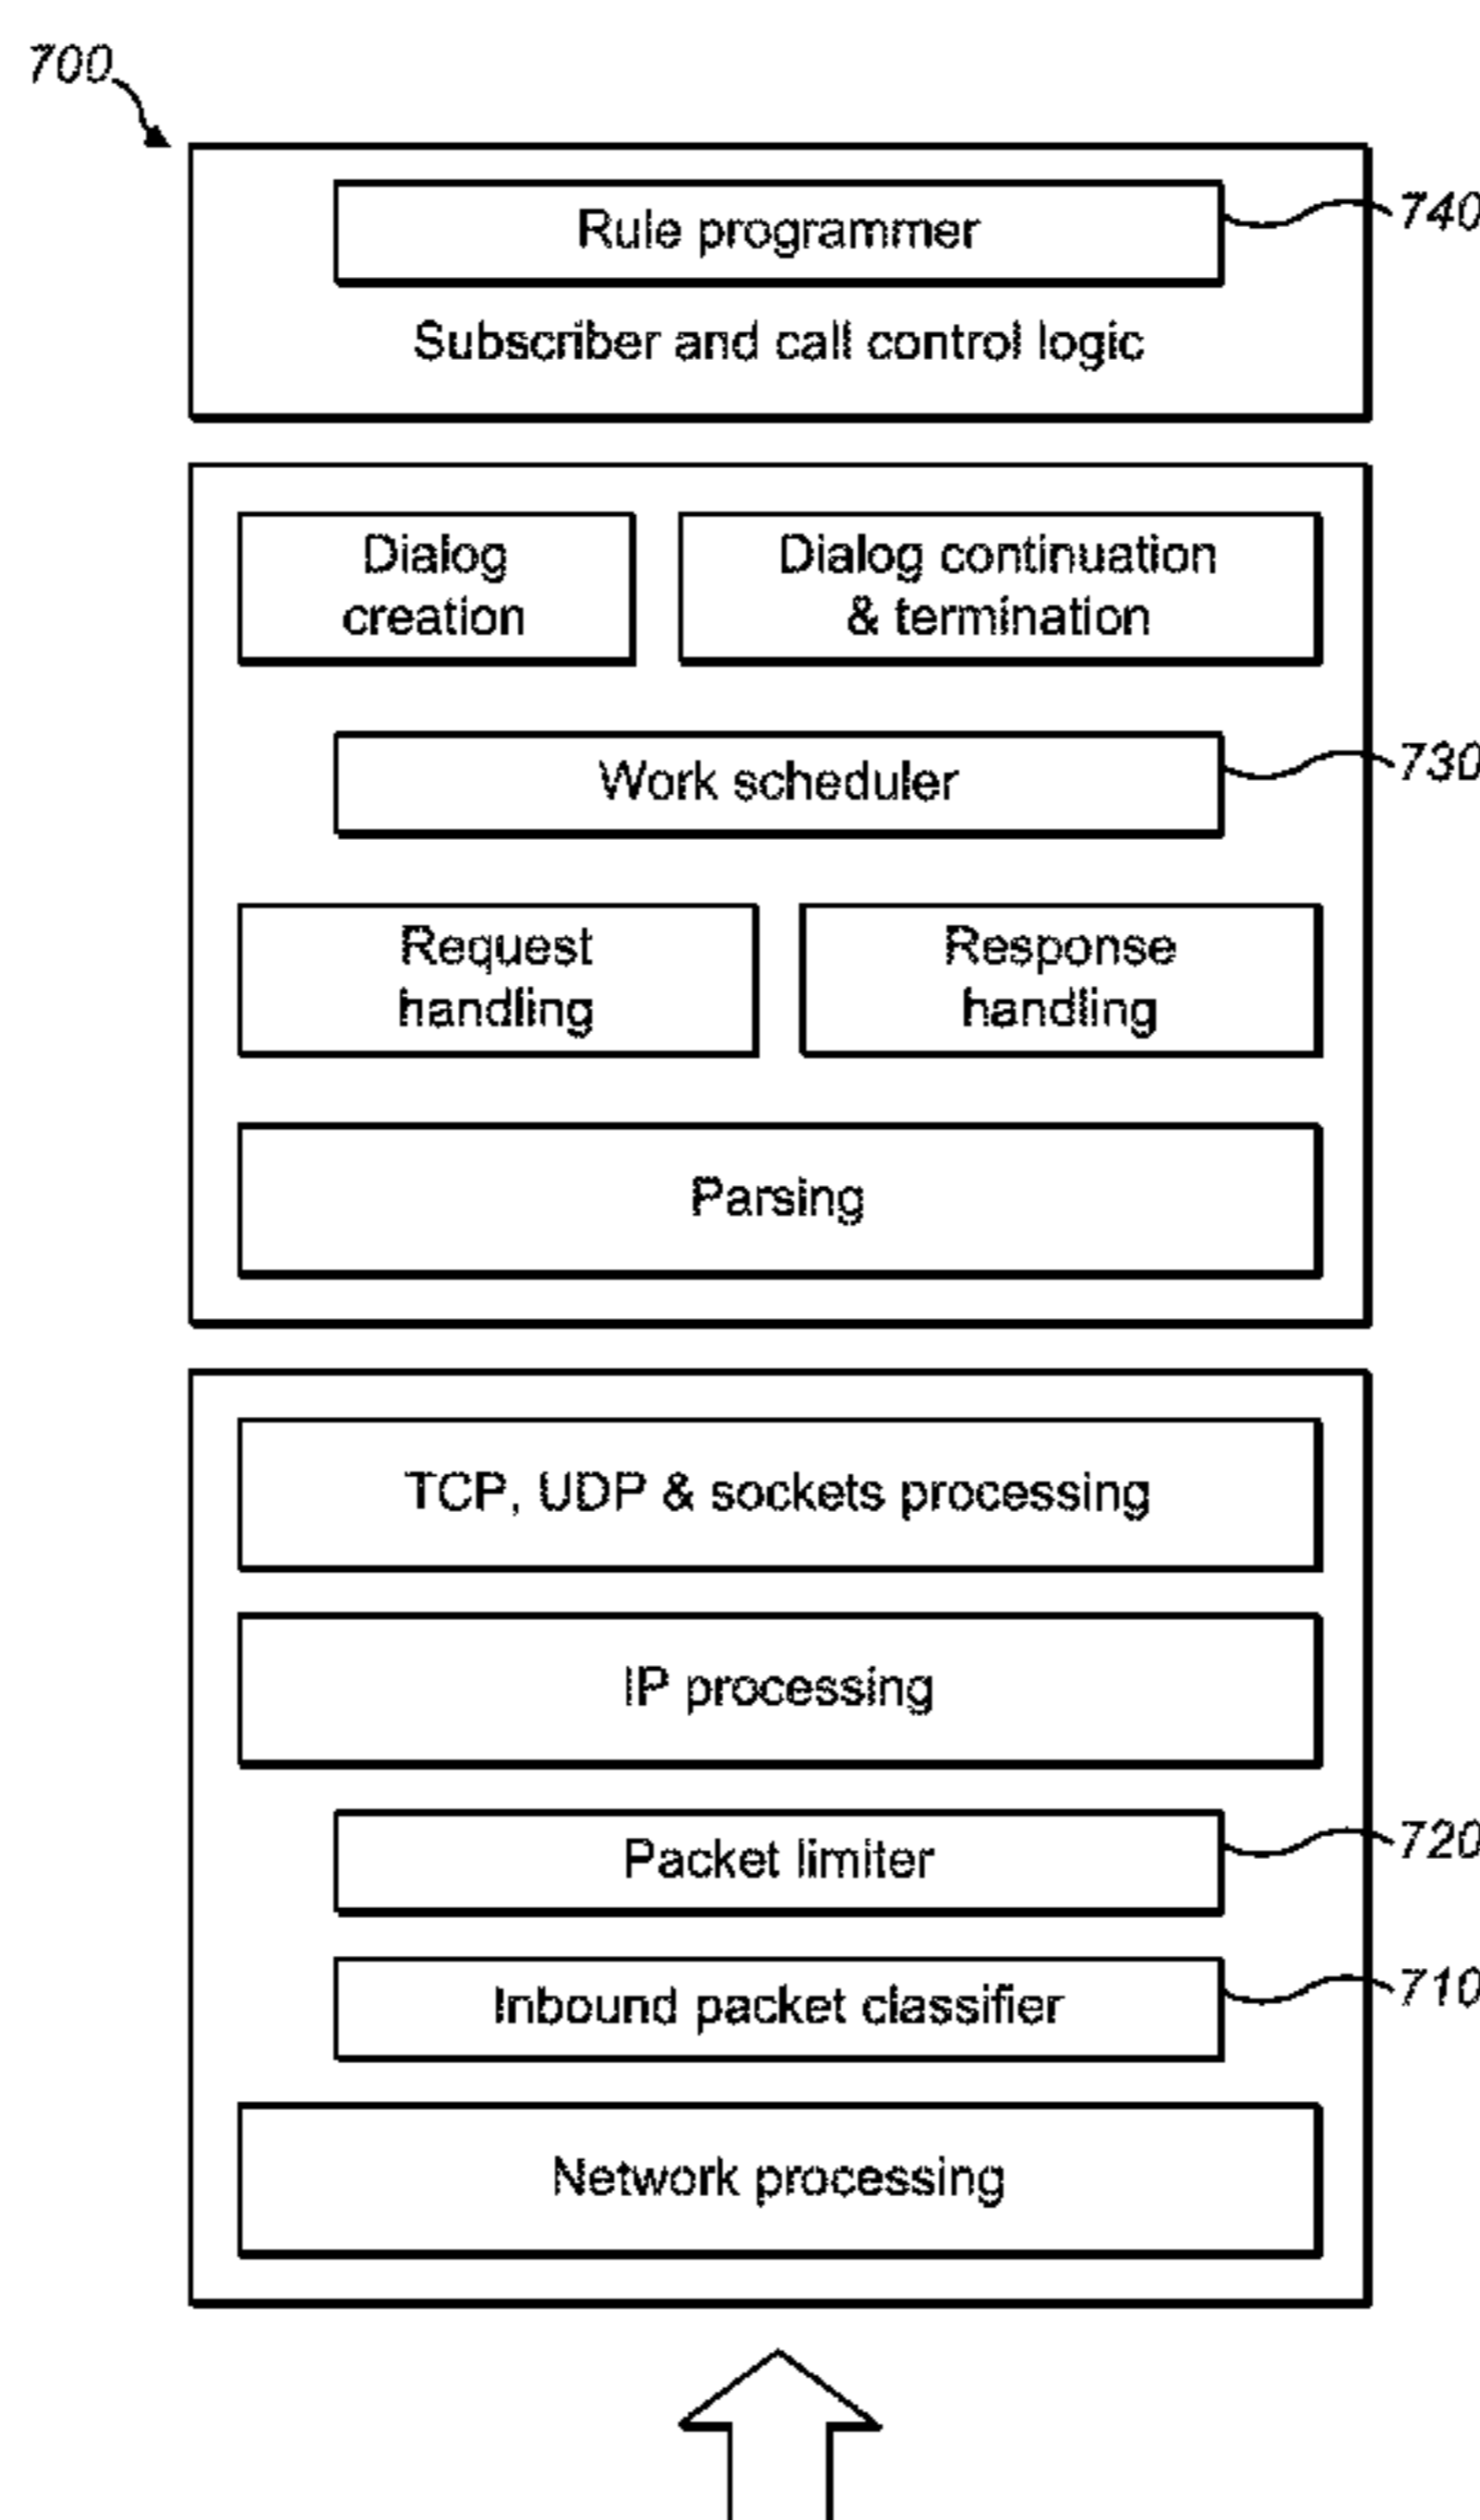 700
Rule programmer
740
Subscriber and call control logic
Dialog
creation
Dialog continuation
& termination
Work scheduler
730
Request
handling
Response
handling
Parsing
TCP, UDP & sockets processing
IP processing
Packet limiter
720
Inbound packet classifier
710
Network processing